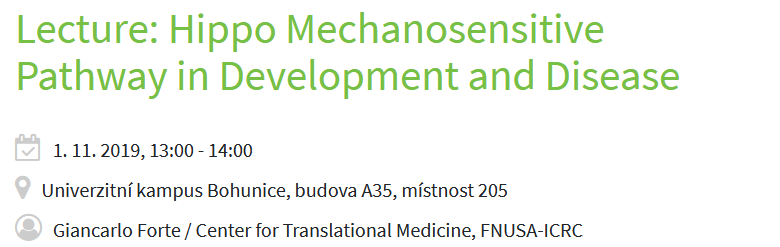 Lecture: Hippo Mechanosensitive
Pathway in Development and Disease
1. 11. 2019, 13:00 - 14:00
Univerzitní kampus Bohunice, budova A35, místnost 205
Giancarlo Forte / Center for Translational Medicine, FNUSA-ICRC